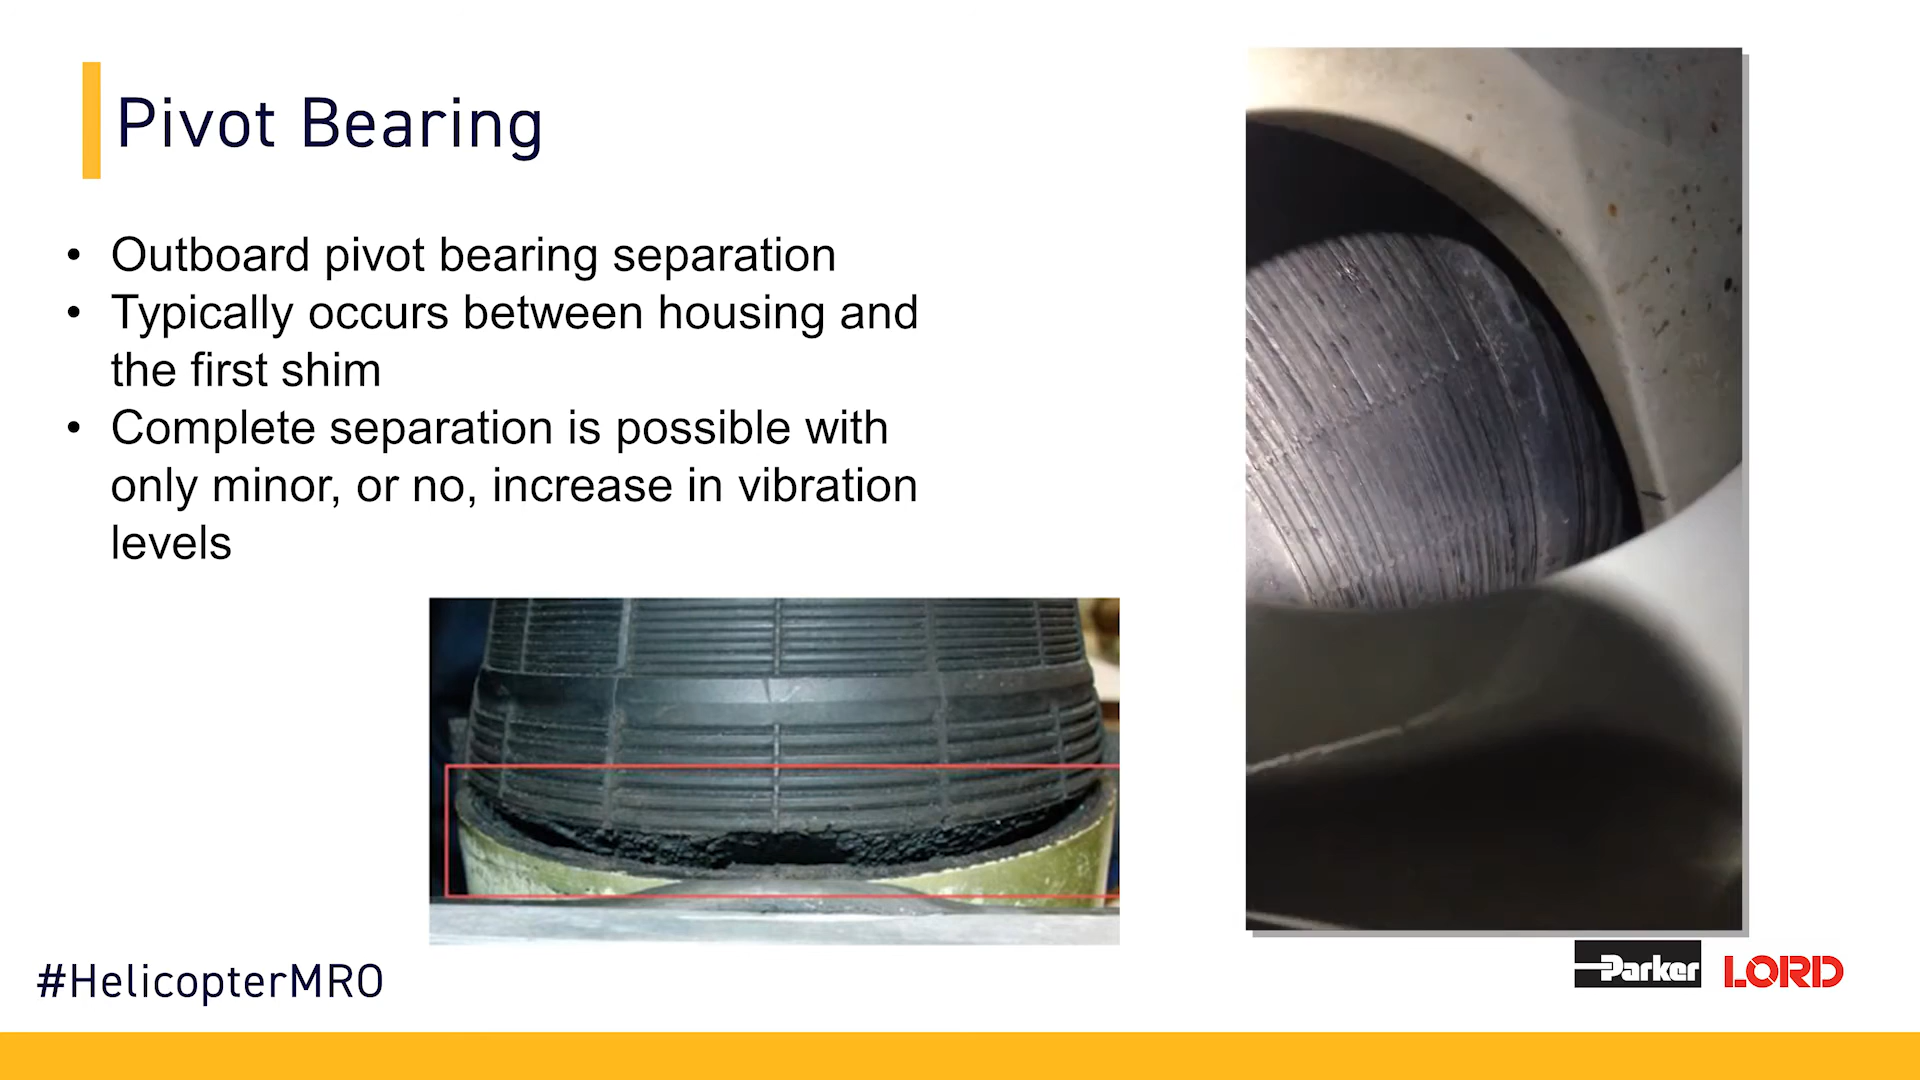 Pivot Bearing
• Outboard pivot bearing separation
• Typically occurs between housing and
the first shim
• Complete separation is possible with
only minor, or no, increase in vibration
levels
#HelicopterMRO
Parker LORD